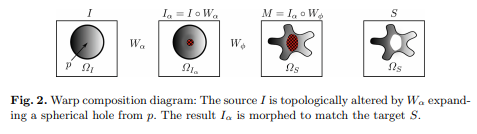 I
I_α = I ∘ W_α
M = I_α ∘ W_ϕ
S
p
W_α
W_ϕ
Ω_I
Ω_{I_α}
Ω_S
Ω_S
Fig. 2. Warp composition diagram: The source I is topologically altered by W_α expand-
ing a spherical hole from p. The result I_α is morphed to match the target S.